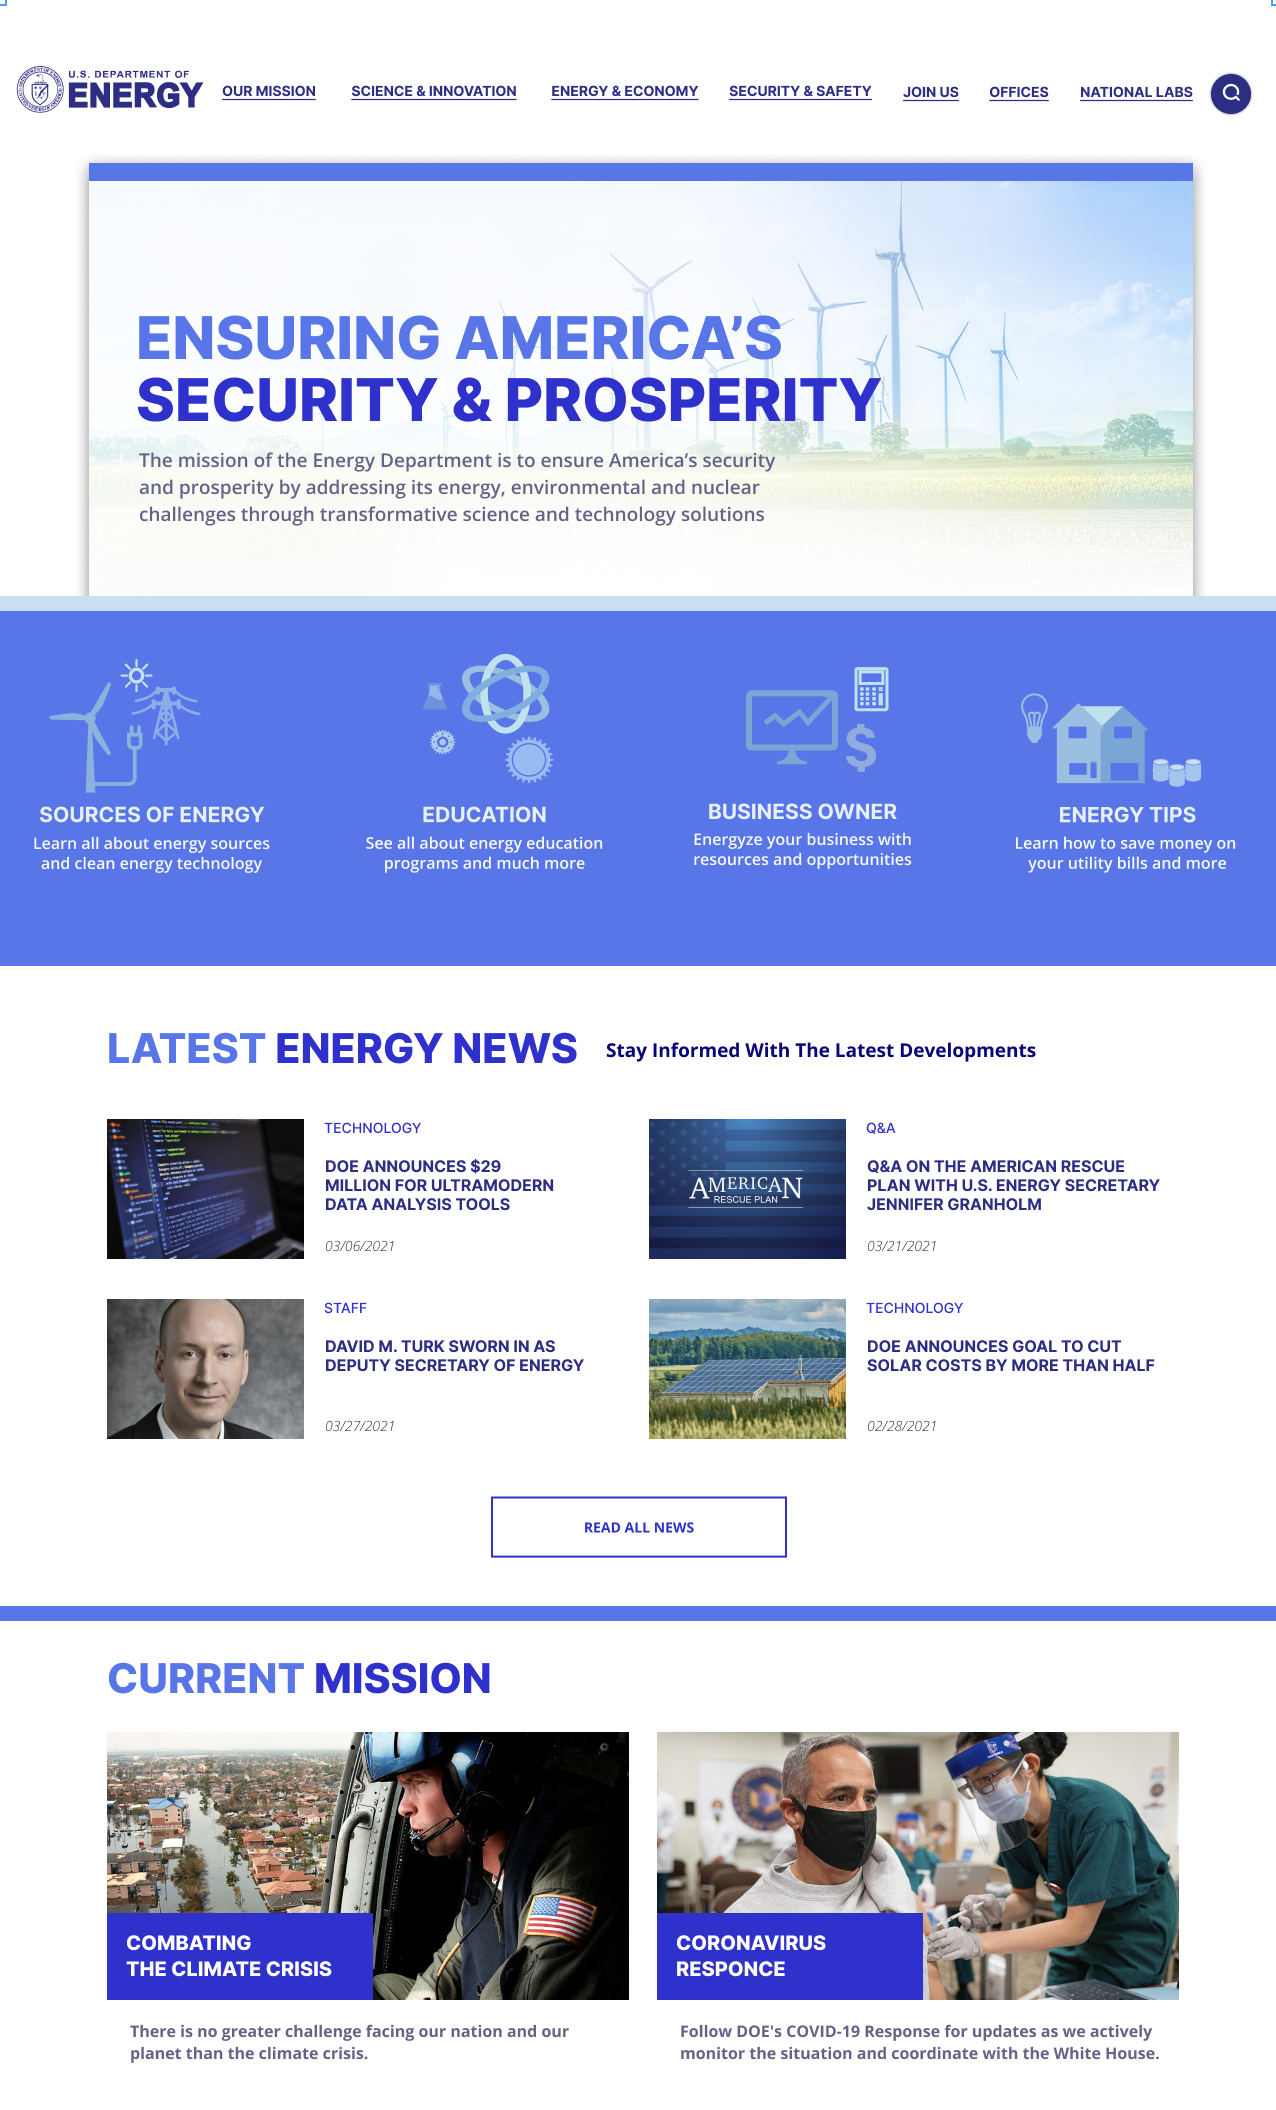 U.S. DEPARTMENT OF
ENERGY
OUR MISSION
SCIENCE & INNOVATION
ENERGY & ECONOMY
SECURITY & SAFETY
JOIN US
OFFICES
NATIONAL LABS
ENSURING AMERICA’S
SECURITY & PROSPERITY
The mission of the Energy Department is to ensure America’s security
and prosperity by addressing its energy, environmental and nuclear
challenges through transformative science and technology solutions
SOURCES OF ENERGY
Learn all about energy sources
and clean energy technology
EDUCATION
See all about energy education
programs and much more
BUSINESS OWNER
Energyze your business with
resources and opportunities
ENERGY TIPS
Learn how to save money on
your utility bills and more
LATEST ENERGY NEWS
Stay Informed With The Latest Developments
TECHNOLOGY
DOE ANNOUNCES $29
MILLION FOR ULTRAMODERN
DATA ANALYSIS TOOLS
03/06/2021
AMERICAN
RESCUE PLAN
Q&A
Q&A ON THE AMERICAN RESCUE
PLAN WITH U.S. ENERGY SECRETARY
JENNIFER GRANHOLM
03/21/2021
STAFF
DAVID M. TURK SWORN IN AS
DEPUTY SECRETARY OF ENERGY
03/27/2021
TECHNOLOGY
DOE ANNOUNCES GOAL TO CUT
SOLAR COSTS BY MORE THAN HALF
02/28/2021
READ ALL NEWS
CURRENT MISSION
COMBATING
THE CLIMATE CRISIS
There is no greater challenge facing our nation and our
planet than the climate crisis.
CORONAVIRUS
RESPONCE
Follow DOE's COVID-19 Response for updates as we actively
monitor the situation and coordinate with the White House.